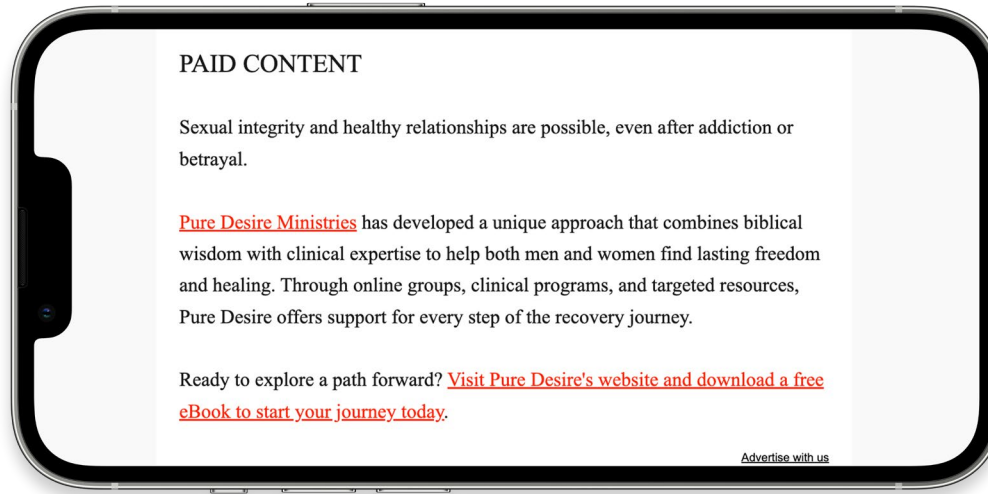 PAID CONTENT
Sexual integrity and healthy relationships are possible, even after addiction or
betrayal.
Pure Desire Ministries has developed a unique approach that combines biblical
wisdom with clinical expertise to help both men and women find lasting freedom
and healing. Through online groups, clinical programs, and targeted resources,
Pure Desire offers support for every step of the recovery journey.
Ready to explore a path forward? Visit Pure Desire's website and download a free
eBook to start your journey today.
Advertise with us